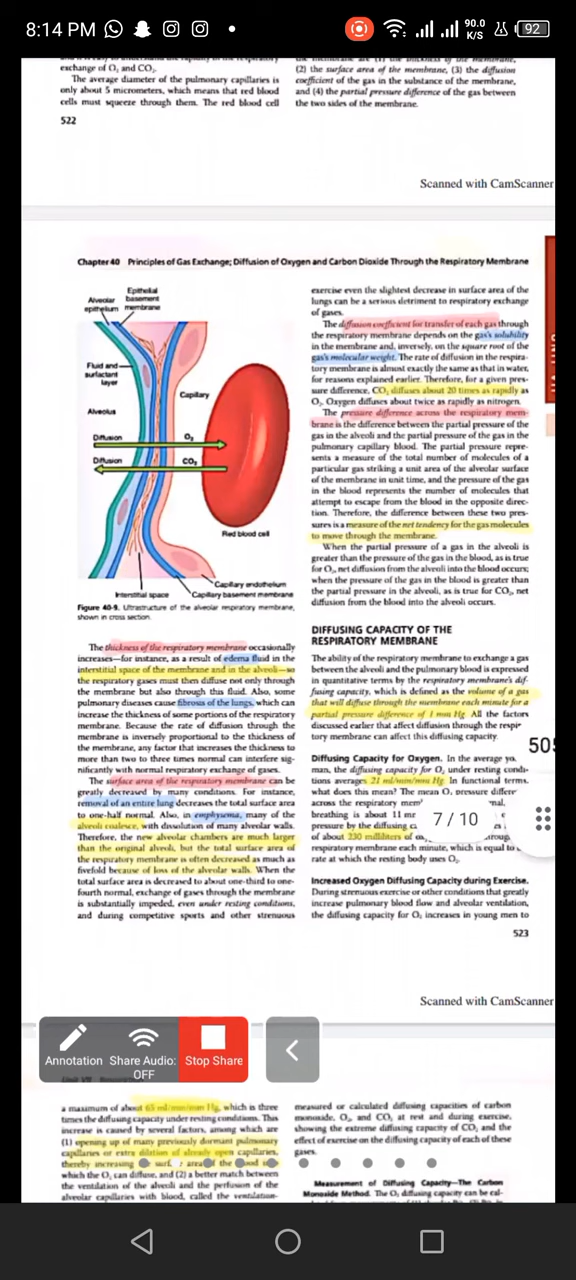 8:14 PM
90.0
K/S
92
exchange of O₂ and CO₂.
The average diameter of the pulmonary capillaries is
only about 5 micrometers, which means that red blood
cells must squeeze through them. The red blood cell
522
(2) the surface area of the membrane, (3) the diffusion
coefficient of the gas in the substance of the membrane,
and (4) the partial pressure difference of the gas between
the two sides of the membrane.
Scanned with CamScanner
Chapter 40 Principles of Gas Exchange; Diffusion of Oxygen and Carbon Dioxide Through the Respiratory Membrane
Alveolar
epithelium
Epithelial
basement
membrane
Fluid and
surfactant
layer
Capillary
Alveolus
Diffusion
O₂
Diffusion
CO₂
Red blood cell
Capillary endothelium
Interstitial space
Capillary basement membrane
Figure 40-9. Ultrastructure of the alveolar respiratory membrane,
shown in cross section.
The thickness of the respiratory membrane occasionally
increases—for instance, as a result of edema fluid in the
interstitial space of the membrane and in the alveoli—so
the respiratory gases must then diffuse not only through
the membrane but also through this fluid. Also, some
pulmonary diseases cause fibrosis of the lungs, which can
increase the thickness of some portions of the respiratory
membrane. Because the rate of diffusion through the
membrane is inversely proportional to the thickness of
the membrane, any factor that increases the thickness to
more than two to three times normal can interfere sig-
nificantly with normal respiratory exchange of gases.
The surface area of the respiratory membrane can be
greatly decreased by many conditions. For instance,
removal of an entire lung decreases the total surface area
to one-half normal. Also, in emphysema, many of the
alveoli coalesce, with dissolution of many alveolar walls.
Therefore, the new alveolar chambers are much larger
than the original alveoli, but the total surface area of
the respiratory membrane is often decreased as much as
fivefold because of loss of the alveolar walls. When the
total surface area is decreased to about one-third to one-
fourth normal, exchange of gases through the membrane
is substantially impeded, even under resting conditions,
and during competitive sports and other strenuous
exercise even the slightest decrease in surface area of the
lungs can be a serious detriment to respiratory exchange
of gases.
The diffusion coefficient for transfer of each gas through
the respiratory membrane depends on the gas's solubility
in the membrane and, inversely, on the square root of the
gas's molecular weight. The rate of diffusion in the respira-
tory membrane is almost exactly the same as that in water,
for reasons explained earlier. Therefore, for a given pres-
sure difference, CO₂ diffuses about 20 times as rapidly as
O₂. Oxygen diffuses about twice as rapidly as nitrogen.
The pressure difference across the respiratory mem-
brane is the difference between the partial pressure of the
gas in the alveoli and the partial pressure of the gas in the
pulmonary capillary blood. The partial pressure repre-
sents a measure of the total number of molecules of a
particular gas striking a unit area of the alveolar surface
of the membrane in unit time, and the pressure of the gas
in the blood represents the number of molecules that
attempt to escape from the blood in the opposite direc-
tion. Therefore, the difference between these two pres-
sures is a measure of the net tendency for the gas molecules
to move through the membrane.
When the partial pressure of a gas in the alveoli is
greater than the pressure of the gas in the blood, as is true
for O₂, net diffusion from the alveoli into the blood occurs;
when the pressure of the gas in the blood is greater than
the partial pressure in the alveoli, as is true for CO₂, net
diffusion from the blood into the alveoli occurs.
DIFFUSING CAPACITY OF THE
RESPIRATORY MEMBRANE
The ability of the respiratory membrane to exchange a gas
between the alveoli and the pulmonary blood is expressed
in quantitative terms by the respiratory membrane's dif-
fusing capacity, which is defined as the volume of a gas
that will diffuse through the membrane each minute for a
partial pressure difference of 1 mm Hg. All the factors
discussed earlier that affect diffusion through the respir
tory membrane can affect this diffusing capacity.
Diffusing Capacity for Oxygen. In the average yo
man, the diffusing capacity for O₂ under resting condi-
tions averages 21 ml/min/mm Hg. In functional terms,
what does this mean? The mean O₂ pressure differe
across the respiratory mem mal,
breathing is about 11 mm
pressure by the diffusing ca es
of about 230 milliliters of
respiratory membrane each minute, which is equal to
rate at which the resting body uses O₂.
505
7 / 10
Increased Oxygen Diffusing Capacity during Exercise.
During strenuous exercise or other conditions that greatly
increase pulmonary blood flow and alveolar ventilation,
the diffusing capacity for O₂ increases in young men to
523
Scanned with CamScanner
Annotation
Share Audio:
OFF
Stop Share
a maximum of about 65 ml/min/mm Hg, which is three
times the diffusing capacity under resting conditions. This
increase is caused by several factors, among which are
(1) opening up of many previously dormant pulmonary
capillaries or extra dilation of already open capillaries,
thereby increasing
which the O₂ can diffuse, and (2) a better match between
the ventilation of the alveoli and the perfusion of the
alveolar capillaries with blood, called the ventilation-
measured or calculated diffusing capacities of carbon
monoxide, O₂, and CO₂ at rest and during exercise,
showing the extreme diffusing capacity of CO₂ and the
effect of exercise on the diffusing capacity of each of these
gases.
Measurement of Diffusing Capacity—The Carbon
Monoxide Method. The O₂ diffusing capacity can be cal-